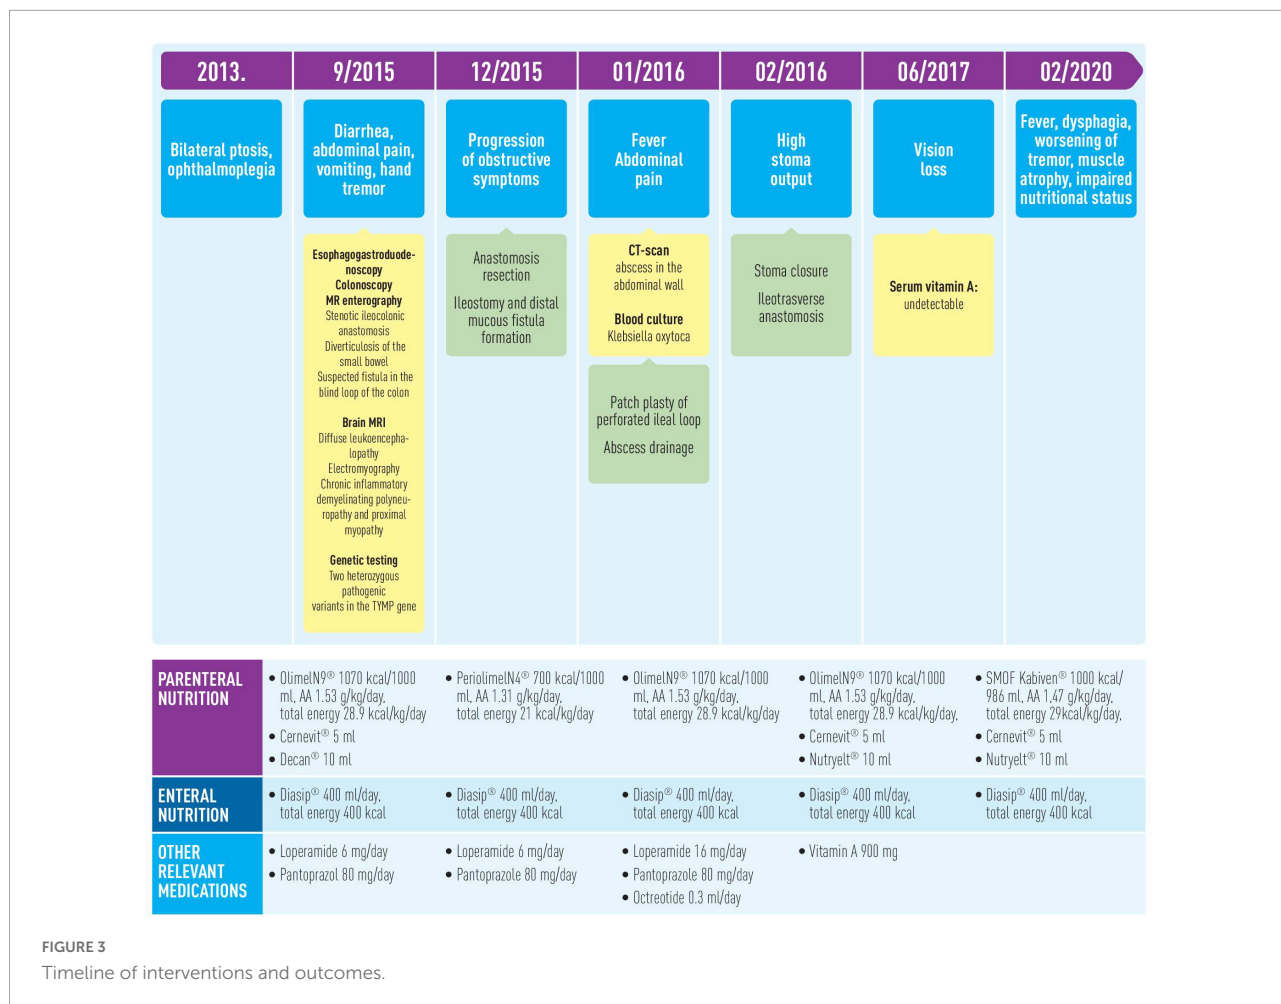 2013.
9/2015
12/2015
01/2016
02/2016
06/2017
02/2020
Bilateral ptosis,
ophthalmoplegia
Diarrhea,
abdominal pain,
vomiting, hand
tremor
Progression
of obstructive
symptoms
Fever
Abdominal
pain
High
stoma
output
Vision
loss
Fever, dysphagia,
worsening of
tremor, muscle
atrophy, impaired
nutritional status
Esophagogastroduode-
noscopy
Colonoscopy
MR enterography
Stenotic ileocolonic
anastomosis
Diverticulosis of the
small bowel
Suspected fistula in the
blind loop of the colon
Brain MRI
Diffuse leukoencepha-
lopathy
Electromyography
Chronic inflammatory
demyelinating polyneu-
ropathy and proximal
myopathy
Genetic testing
Two heterozygous
pathogenic
variants in the TYMP gene
Anastomosis
resection
Ileostomy and distal
mucous fistula
formation
CT-scan
abscess in the
abdominal wall
Blood culture
Klebsiella oxytoca
Patch plasty of
perforated ileal loop
Abscess drainage
Stoma closure
Ileotrasverse
anastomosis
Serum vitamin A:
undetectable
PARENTERAL
NUTRITION
• OlimelN9® 1070 kcal/1000
ml, AA 1.53 g/kg/day,
total energy 28.9 kcal/kg/day
• Cernevit® 5 ml
• Decan® 10 ml
• PeriolimelN4® 700 kcal/1000
ml, AA 1.31 g/kg/day,
total energy 21 kcal/kg/day
• OlimelN9® 1070 kcal/1000
ml, AA 1.53 g/kg/day,
total energy 28.9 kcal/kg/day
• OlimelN9® 1070 kcal/1000
ml, AA 1.53 g/kg/day,
total energy 28.9 kcal/kg/day,
• Cernevit® 5 ml
• Nutryelt® 10 ml
• SMOF Kabiven® 1000 kcal/
986 ml, AA 1,47 g/kg/day,
total energy 29kcal/kg/day,
• Cernevit® 5 ml
• Nutryelt® 10 ml
ENTERAL
NUTRITION
• Diasip® 400 ml/day,
total energy 400 kcal
• Diasip® 400 ml/day,
total energy 400 kcal
• Diasip® 400 ml/day,
total energy 400 kcal
• Diasip® 400 ml/day,
total energy 400 kcal
• Diasip® 400 ml/day,
total energy 400 kcal
OTHER
RELEVANT
MEDICATIONS
• Loperamide 6 mg/day
• Pantoprazol 80 mg/day
• Loperamide 6 mg/day
• Pantoprazole 80 mg/day
• Loperamide 16 mg/day
• Pantoprazole 80 mg/day
• Octreotide 0.3 ml/day
• Vitamin A 900 mg
FIGURE 3
Timeline of interventions and outcomes.